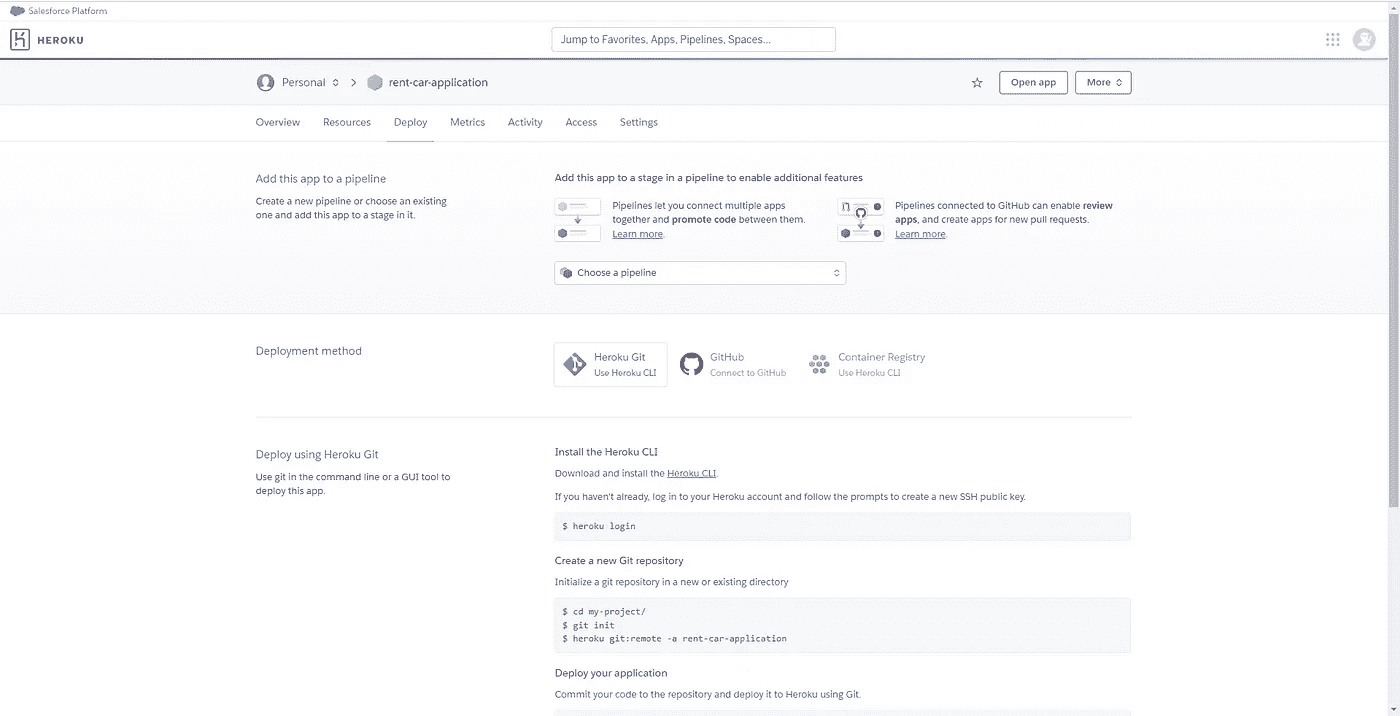 Salesforce Platform
HEROKU
Jump to Favorites, Apps, Pipelines, Spaces...
Personal
rent-car-application
Open app
More
Overview
Resources
Deploy
Metrics
Activity
Access
Settings
Add this app to a pipeline
Create a new pipeline or choose an existing
one and add this app to a stage in it.
Add this app to a stage in a pipeline to enable additional features
Pipelines let you connect multiple apps
together and promote code between them.
Learn more.
Pipelines connected to GitHub can enable review
apps, and create apps for new pull requests.
Learn more.
Choose a pipeline
Deployment method
Heroku Git
Use Heroku CLI
GitHub
Connect to GitHub
Container Registry
Use Heroku CLI
Deploy using Heroku Git
Use git in the command line or a GUI tool to
deploy this app.
Install the Heroku CLI
Download and install the Heroku CLI.
If you haven't already, log in to your Heroku account and follow the prompts to create a new SSH public key.
$ heroku login
Create a new Git repository
Initialize a git repository in a new or existing directory
$ cd my-project/
$ git init
$ heroku git:remote -a rent-car-application
Deploy your application
Commit your code to the repository and deploy it to Heroku using Git.